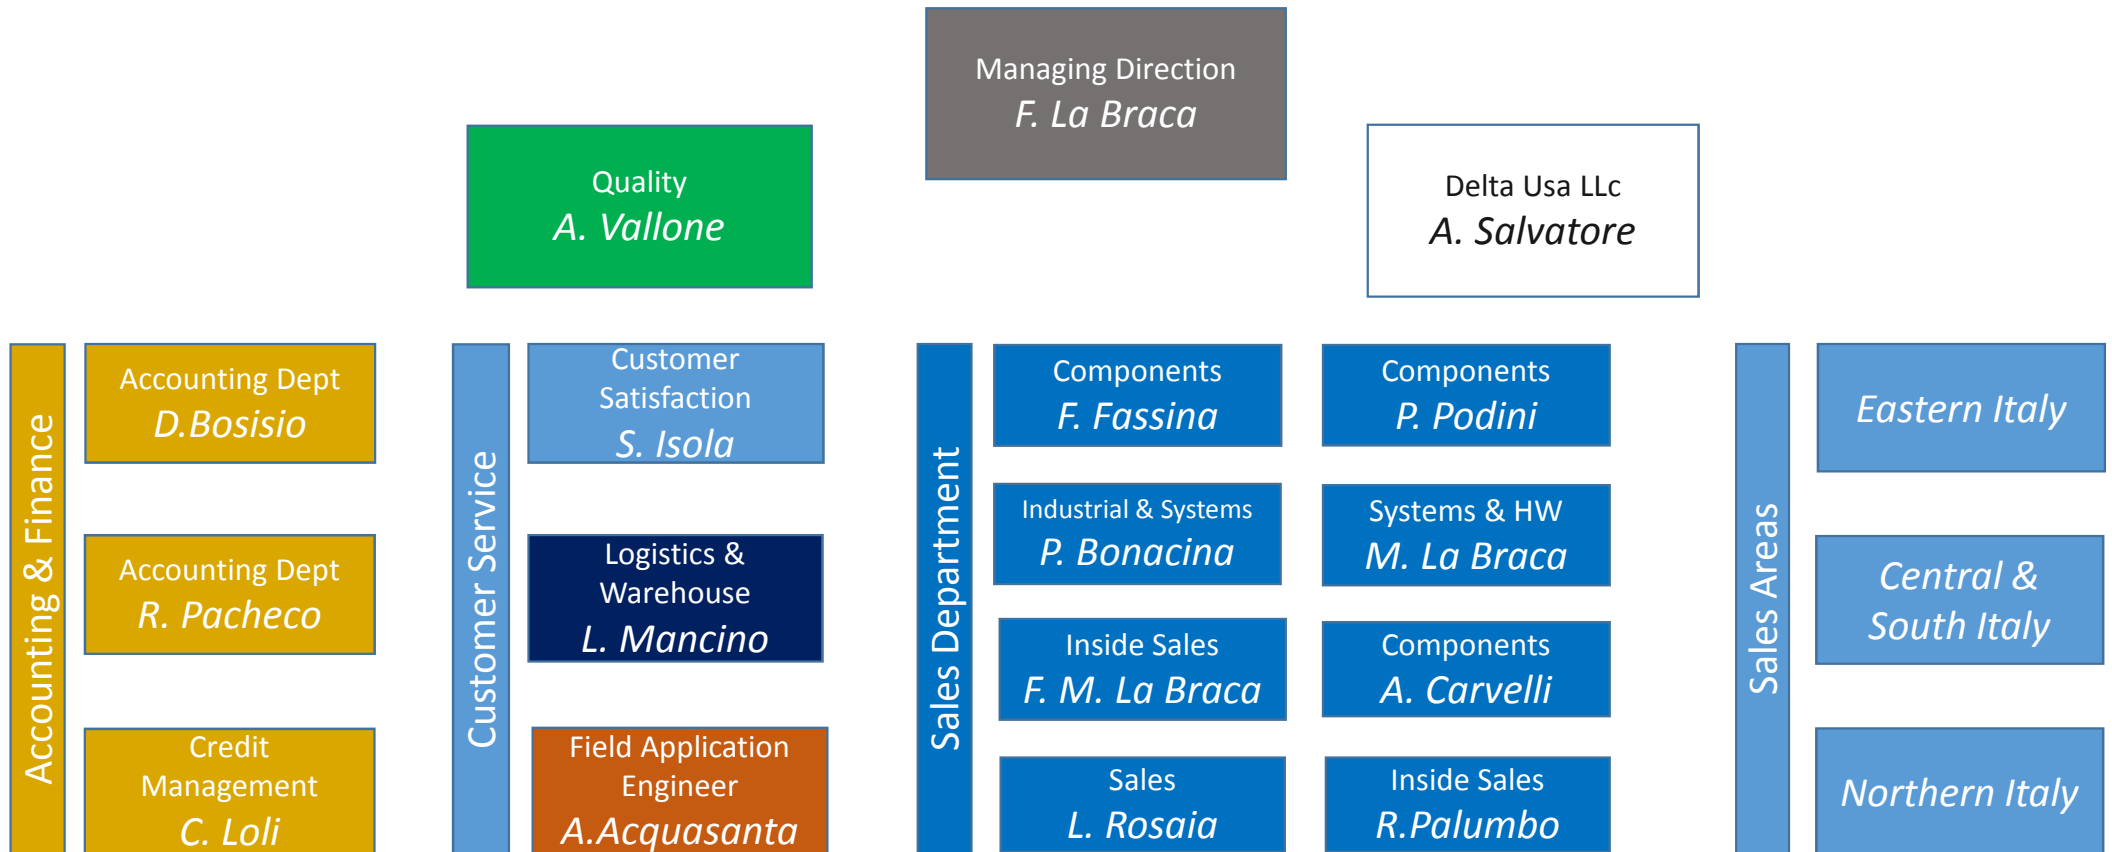 Managing Direction
F. La Braca
Quality
A. Vallone
Delta Usa LLc
A. Salvatore
Accounting & Finance
Accounting Dept
D.Bosisio
Accounting Dept
R. Pacheco
Credit
Management
C. Loli
Customer Service
Customer
Satisfaction
S. Isola
Logistics &
Warehouse
L. Mancino
Field Application
Engineer
A.Acquasanta
Sales Department
Components
F. Fassina
Components
P. Podini
Industrial & Systems
P. Bonacina
Systems & HW
M. La Braca
Inside Sales
F. M. La Braca
Components
A. Carvelli
Sales
L. Rosaia
Inside Sales
R.Palumbo
Sales Areas
Eastern Italy
Central &
South Italy
Northern Italy